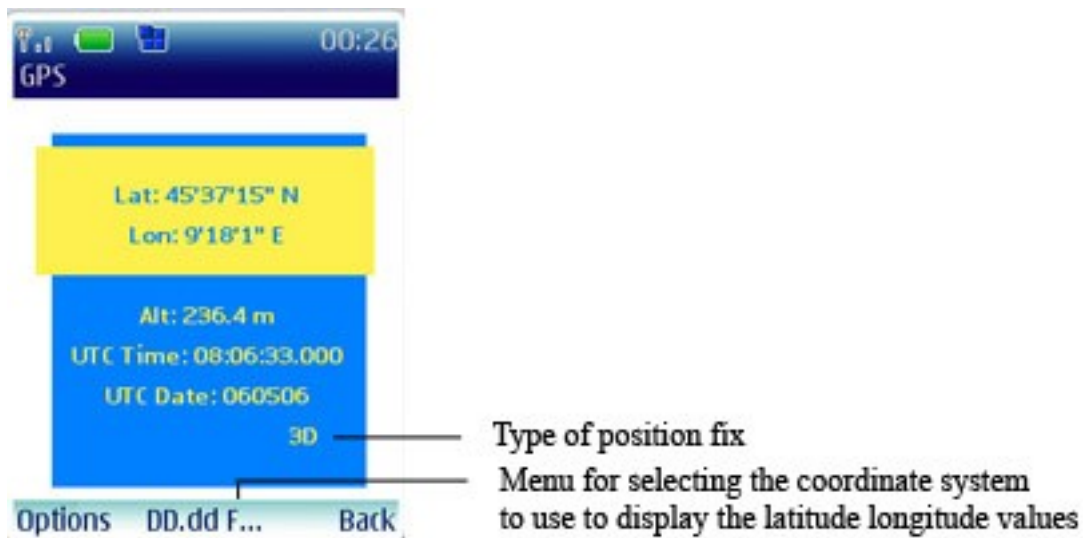 00:26
GPS
Lat: 45'37'15" N
Lon: 9'18'1" E
Alt: 236.4 m
UTC Time: 08:06:33.000
UTC Date: 060506
3D
Type of position fix
Menu for selecting the coordinate system
to use to display the latitude longitude values
Options DD.dd F... Back